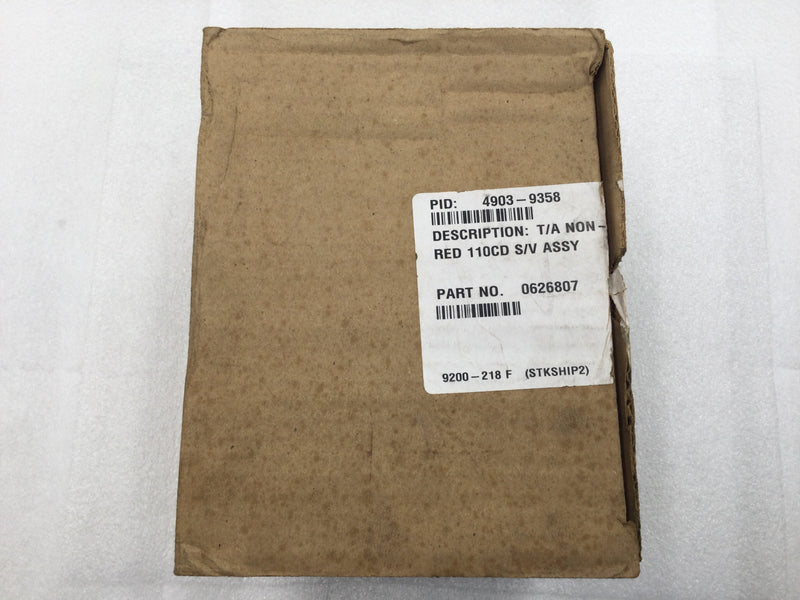 PID: 4903-9358
DESCRIPTION: T/A NON-
RED 110CD S/V ASSY
PART NO. 0626807
9200-218 F (STKSHIP2)